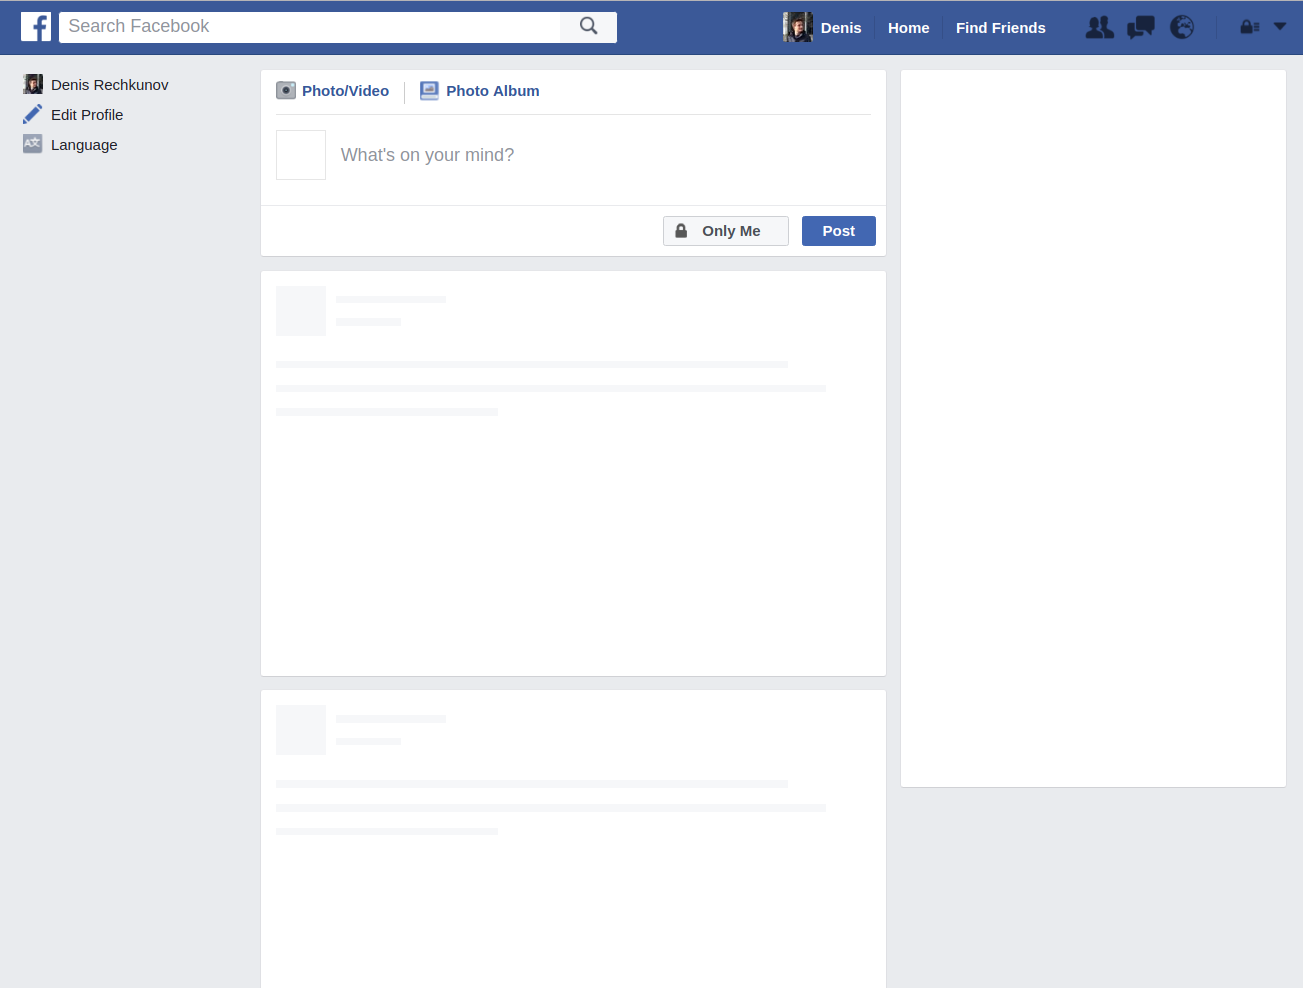 Search Facebook
Denis
Home
Find Friends
Denis Rechkunov
Edit Profile
Language
Photo/Video
Photo Album
What's on your mind?
Only Me
Post